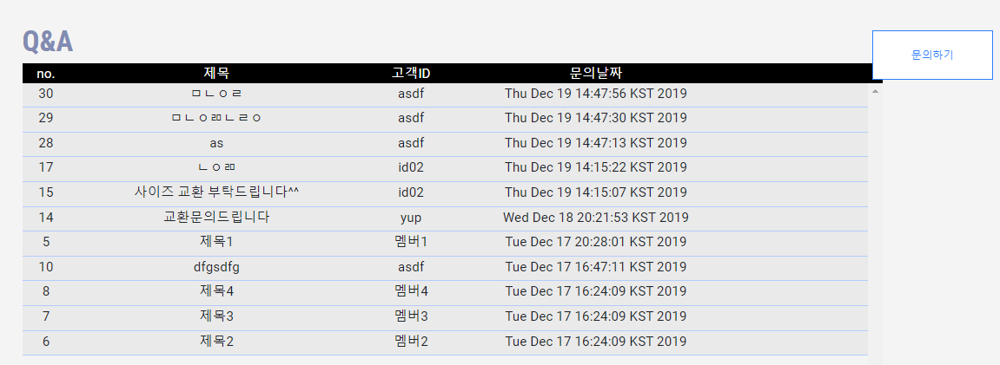 Q&A
문의하기
no. 제목 고객ID 문의날짜
30 ㅁㄴㅇㄹ asdf Thu Dec 19 14:47:56 KST 2019
29 ㅁㄴㅇㄻㄴㄹㅇ asdf Thu Dec 19 14:47:30 KST 2019
28 as asdf Thu Dec 19 14:47:13 KST 2019
17 ㄴㅇㄻ id02 Thu Dec 19 14:15:22 KST 2019
15 사이즈 교환 부탁드립니다^^ id02 Thu Dec 19 14:15:07 KST 2019
14 교환문의드립니다 yup Wed Dec 18 20:21:53 KST 2019
5 제목1 멤버1 Tue Dec 17 20:28:01 KST 2019
10 dfgsdfg asdf Tue Dec 17 16:47:11 KST 2019
8 제목4 멤버4 Tue Dec 17 16:24:09 KST 2019
7 제목3 멤버3 Tue Dec 17 16:24:09 KST 2019
6 제목2 멤버2 Tue Dec 17 16:24:09 KST 2019